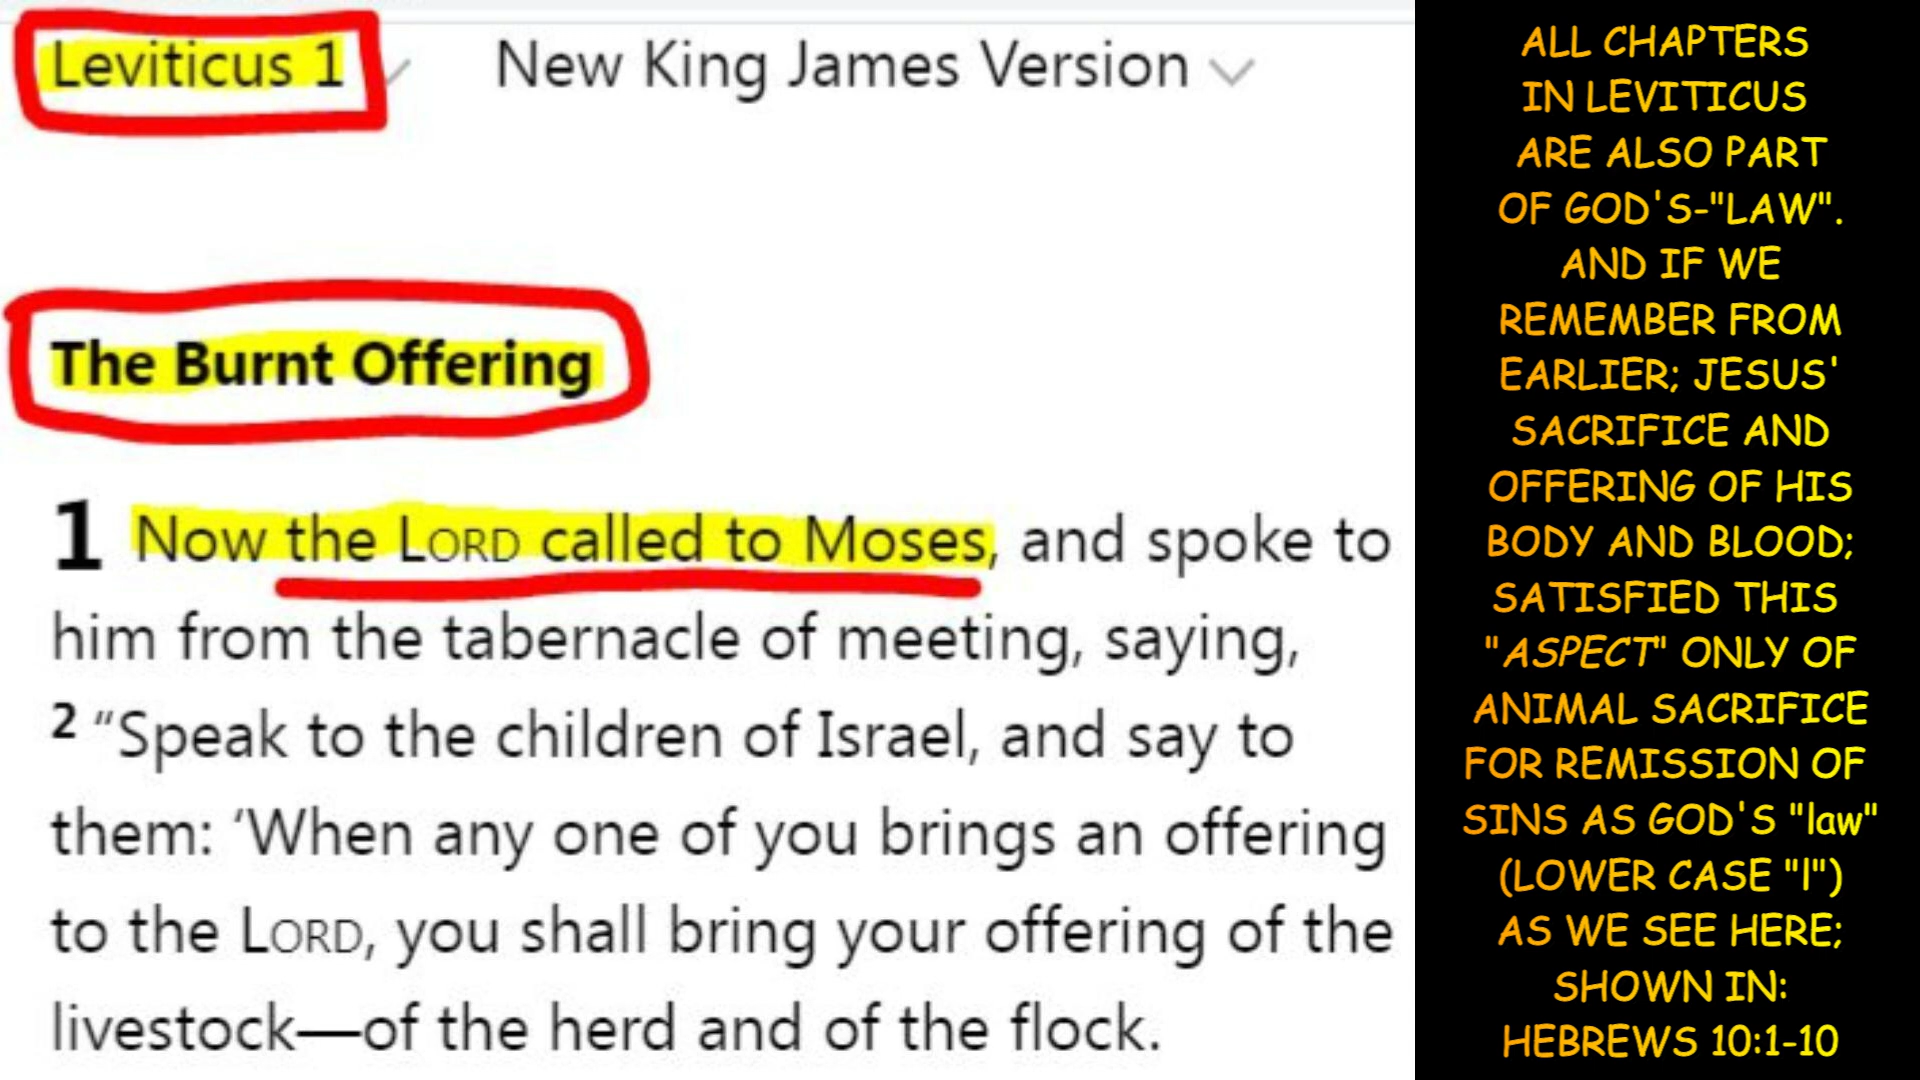 Leviticus 1
New King James Version
The Burnt Offering
1 Now the LORD called to Moses, and spoke to
him from the tabernacle of meeting, saying,
2 “Speak to the children of Israel, and say to
them: ‘When any one of you brings an offering
to the LORD, you shall bring your offering of the
livestock—of the herd and of the flock.
ALL CHAPTERS
IN LEVITICUS
ARE ALSO PART
OF GOD'S-"LAW".
AND IF WE
REMEMBER FROM
EARLIER; JESUS'
SACRIFICE AND
OFFERING OF HIS
BODY AND BLOOD;
SATISFIED THIS
"ASPECT" ONLY OF
ANIMAL SACRIFICE
FOR REMISSION OF
SINS AS GOD'S "law"
(LOWER CASE "l")
AS WE SEE HERE;
SHOWN IN:
HEBREWS 10:1-10